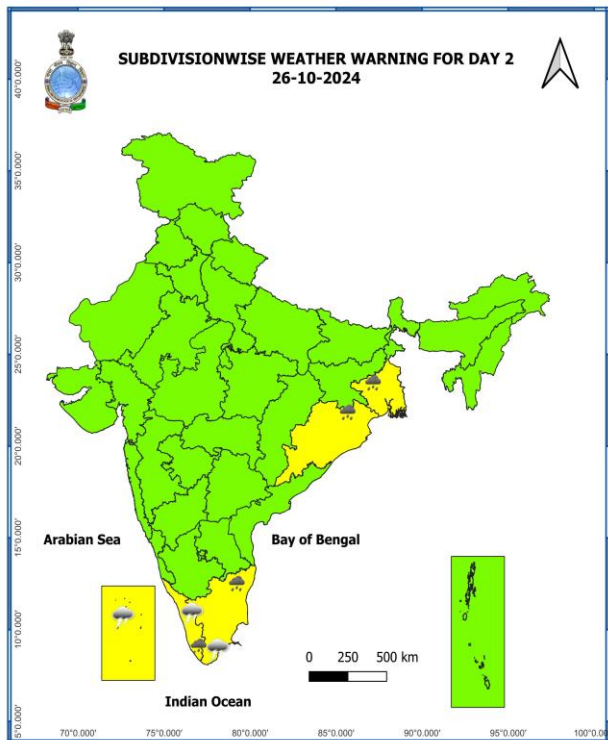 SUBDIVISIONWISE WEATHER WARNING FOR DAY 2
26-10-2024
40°0.000'
35°0.000'
30°0.000'
25°0.000'
20°0.000'
15°0.000'
10°0.000'
5°0.000'
Arabian Sea
Bay of Bengal
0 250 500 km
Indian Ocean
70°0.000' 75°0.000' 80°0.000' 85°0.000' 90°0.000' 95°0.000' 100°0.000'